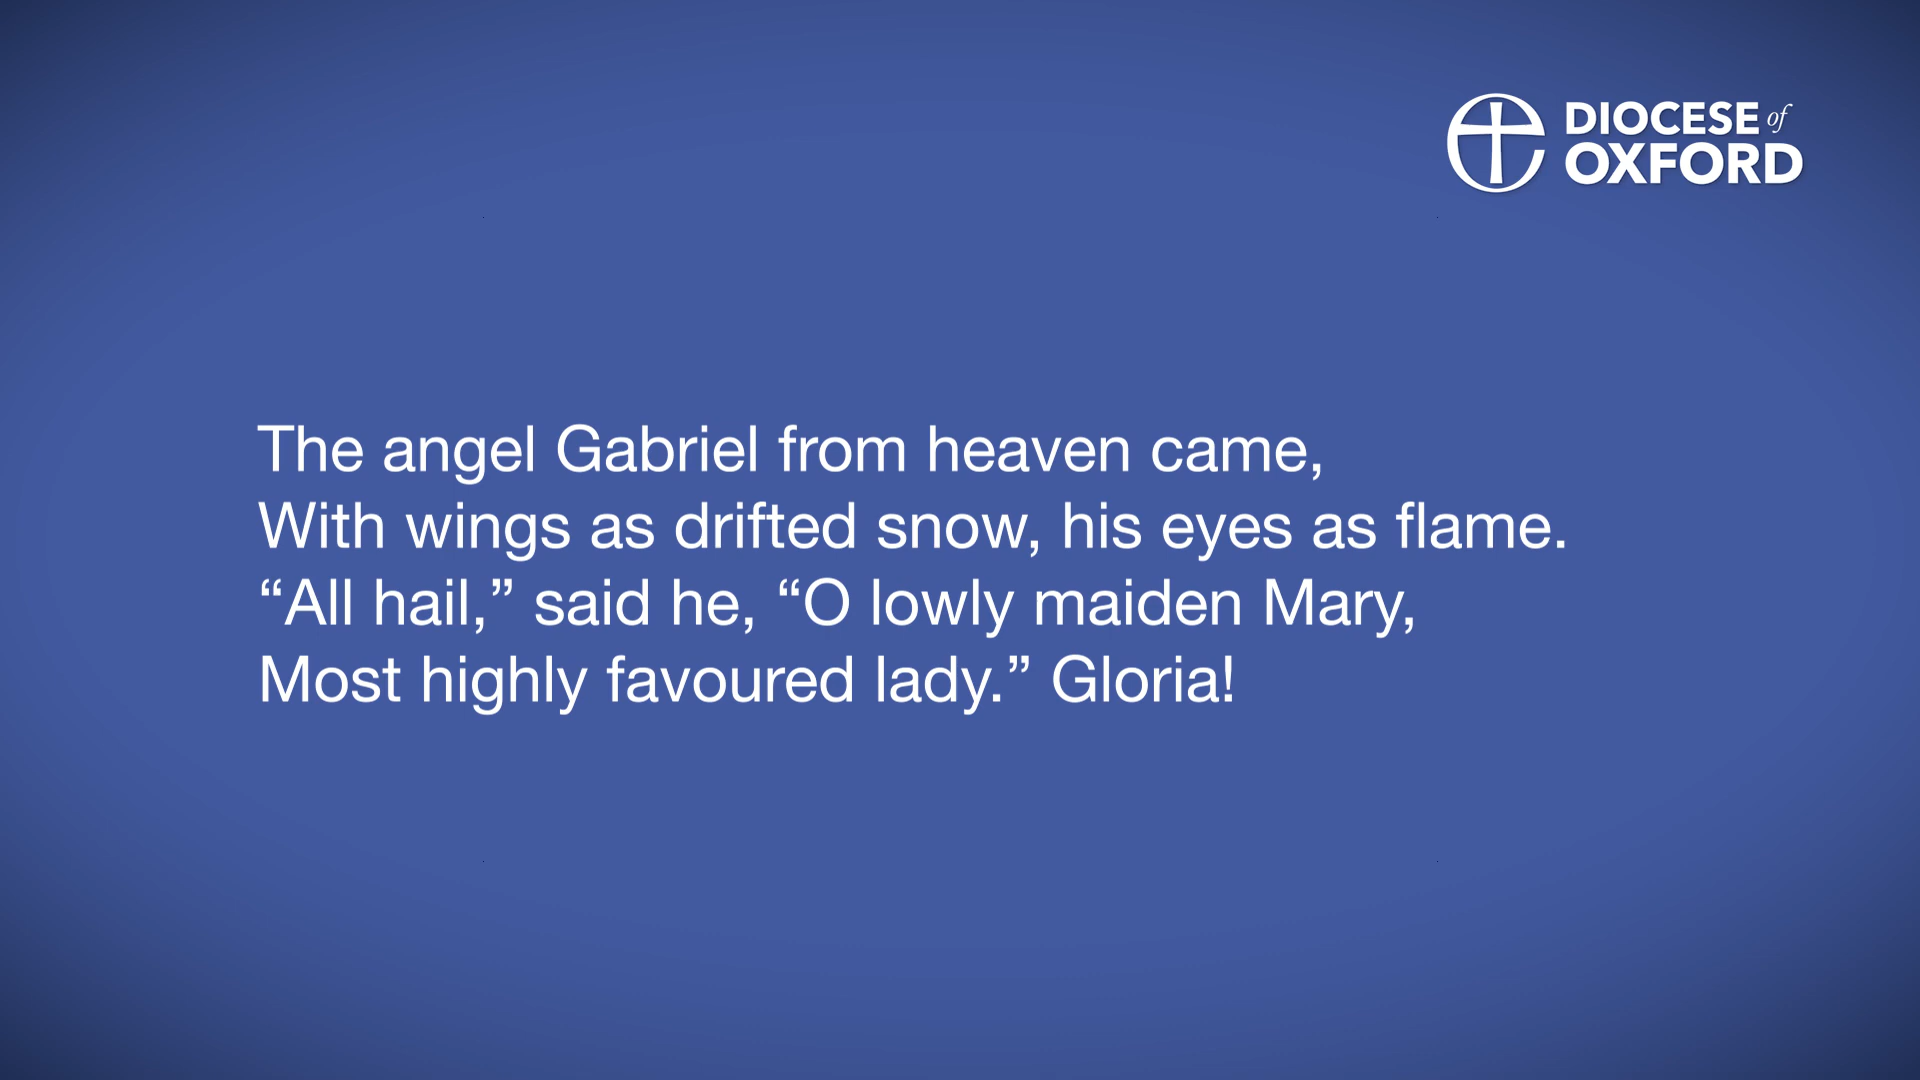 DIOCESE of
OXFORD
The angel Gabriel from heaven came,
With wings as drifted snow, his eyes as flame.
“All hail,” said he, “O lowly maiden Mary,
Most highly favoured lady.” Gloria!